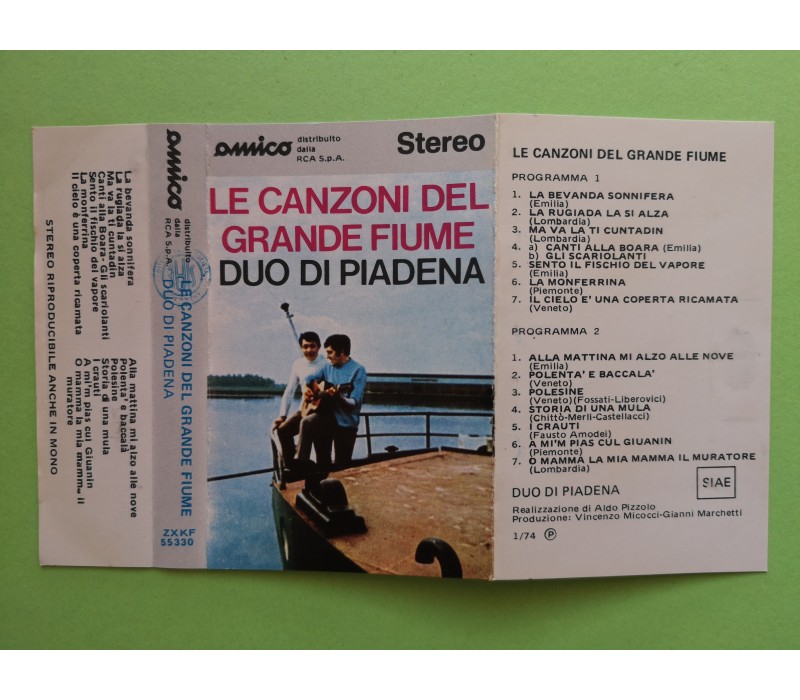 La bevanda sonnifera
La rugiada la si alza
Ma va la ti cuntadin
Canti alla Boara - Gli scariolanti
Sento il fischio del vapore
La monferrina
Il cielo è una coperta ricamata
Alla mattina mi alzo alle nove
Polenta' e baccalà
Polesine
Storia di una mula
I crauti
A mi'm pias cul Giuanin
O mamma la mia mamm... il
muratore
STEREO RIPRODUCIBILE ANCHE IN MONO
amico
distribuito
dalla
RCA S.p.A.
LE CANZONI DEL GRANDE FIUME
DUO DI PIADENA
ZXKF
55330
amico
distribuito
dalla
RCA S.p.A.
Stereo
LE CANZONI DEL
GRANDE FIUME
DUO DI PIADENA
LE CANZONI DEL GRANDE FIUME
PROGRAMMA 1
1. LA BEVANDA SONNIFERA
(Emilia)
2. LA RUGIADA LA SI ALZA
(Lombardia)
3. MA VA LA TI CUNTADIN
(Lombardia)
4. a) CANTI ALLA BOARA (Emilia)
b) GLI SCARIOLANTI
5. SENTO IL FISCHIO DEL VAPORE
(Emilia)
6. LA MONFERRINA
(Piemonte)
7. IL CIELO E' UNA COPERTA RICAMATA
(Veneto)
PROGRAMMA 2
1. ALLA MATTINA MI ALZO ALLE NOVE
(Emilia)
2. POLENTA' E BACCALA'
(Veneto)
3. POLESINE
(Veneto)(Fossati-Liberovici)
4. STORIA DI UNA MULA
(Chittò-Merli-Castellacci)
5. I CRAUTI
(Fausto Amodei)
6. A MI'M PIAS CUL GIUANIN
(Piemonte)
7. O MAMMA LA MIA MAMMA IL MURATORE
(Lombardia)
DUO DI PIADENA
SIAE
Realizzazione di Aldo Pizzolo
Produzione: Vincenzo Micocci-Gianni Marchetti
1/74 Ⓟ